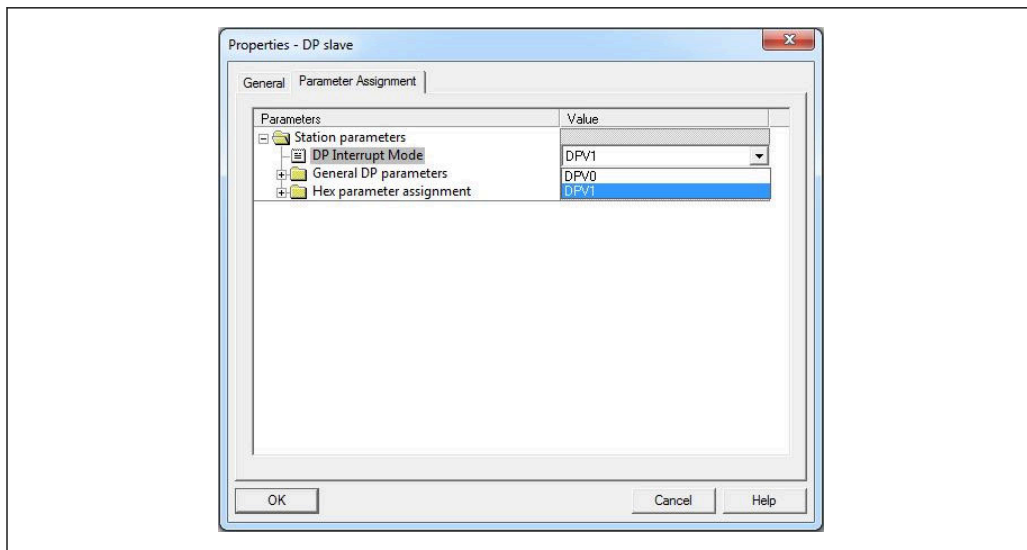 Properties - DP slave
General Parameter Assignment
Parameters Value
Station parameters
DP Interrupt Mode DPV1
General DP parameters DPV0
Hex parameter assignment DPV1
OK Cancel Help